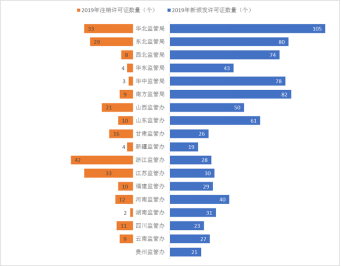 2019年注销许可证数量（个） 2019年新颁发许可证数量（个）
33 华北监管局 105
29 东北监管局 80
8 西北监管局 74
4 华东监管局 43
3 华中监管局 78
9 南方监管局 82
21 山西监管办 50
10 山东监管办 61
16 甘肃监管办 26
4 新疆监管办 19
42 浙江监管办 28
33 江苏监管办 30
10 福建监管办 29
12 河南监管办 40
2 湖南监管办 31
11 四川监管办 23
9 云南监管办 27
贵州监管办 21